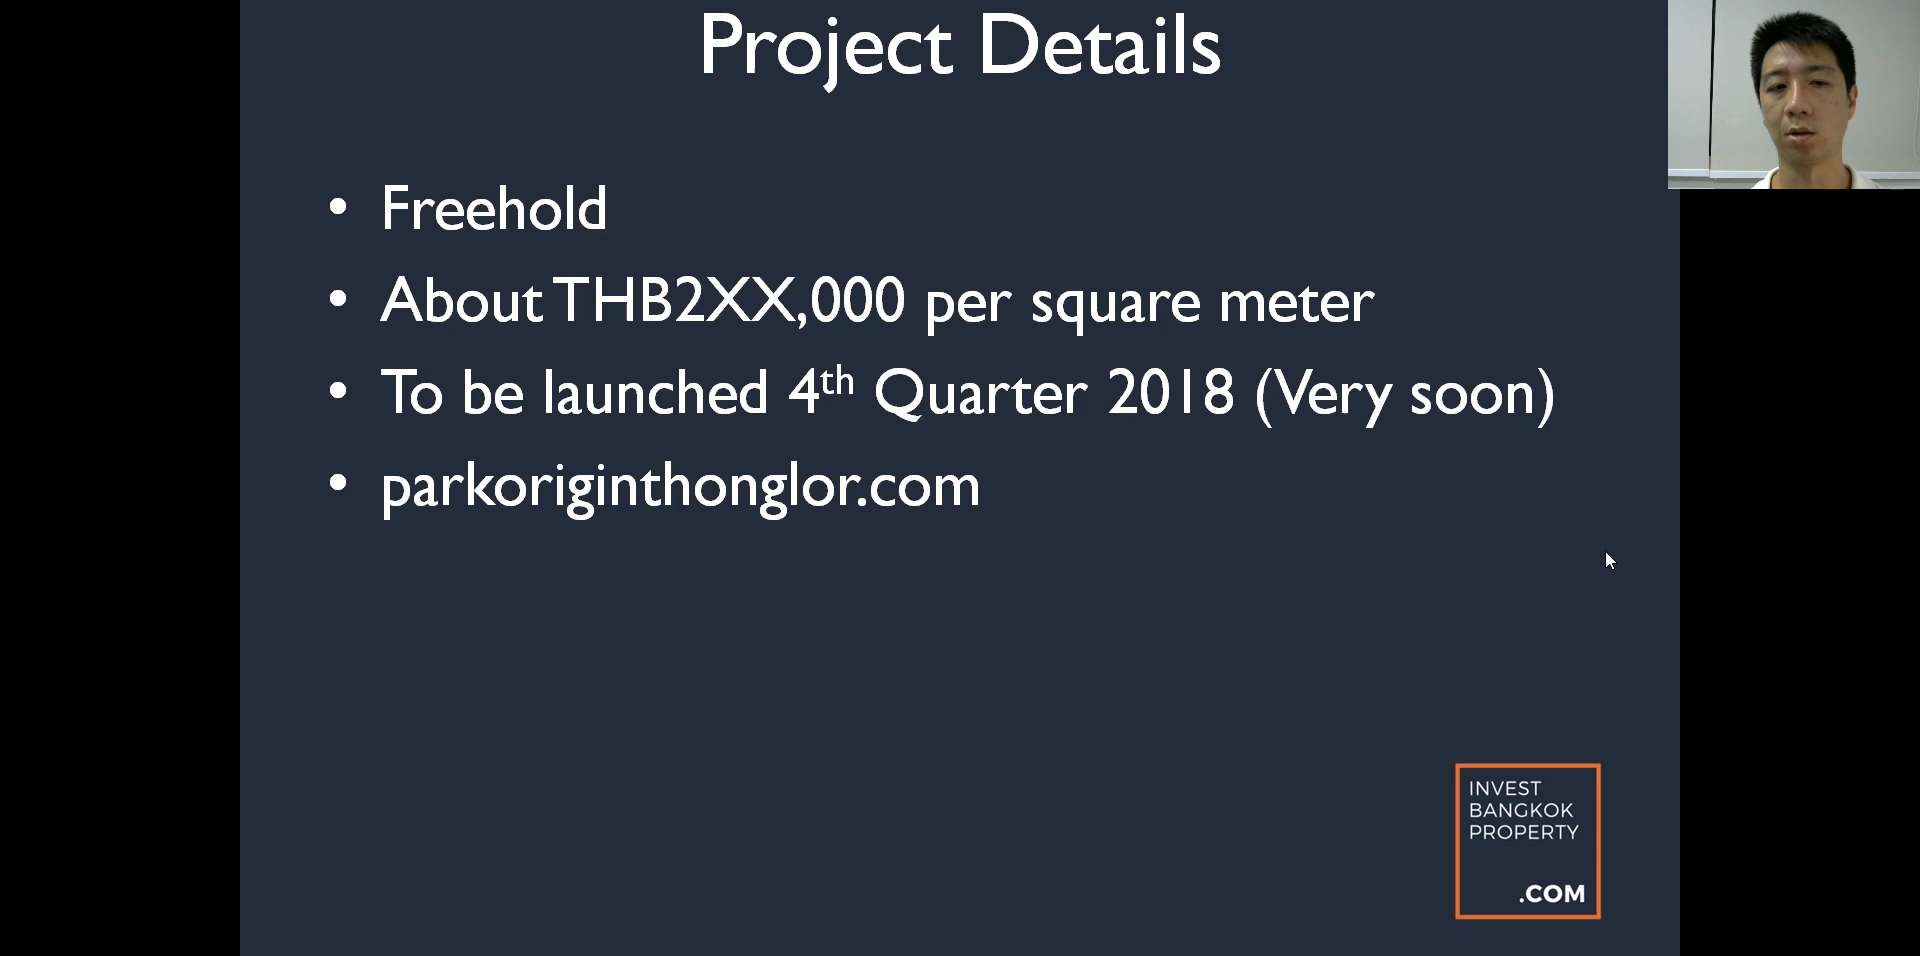 Project Details
• Freehold
• About THB2XX,000 per square meter
• To be launched 4th Quarter 2018 (Very soon)
• parkoriginthonglor.com
INVEST
BANGKOK
PROPERTY
.COM